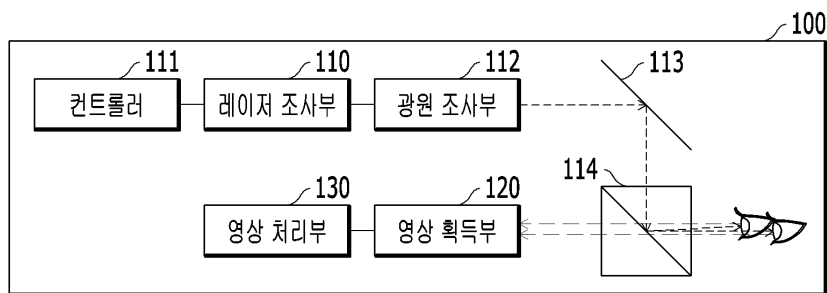 100
111 110 112 113
컨트롤러 레이저 조사부 광원 조사부
130 120 114
영상 처리부 영상 획득부